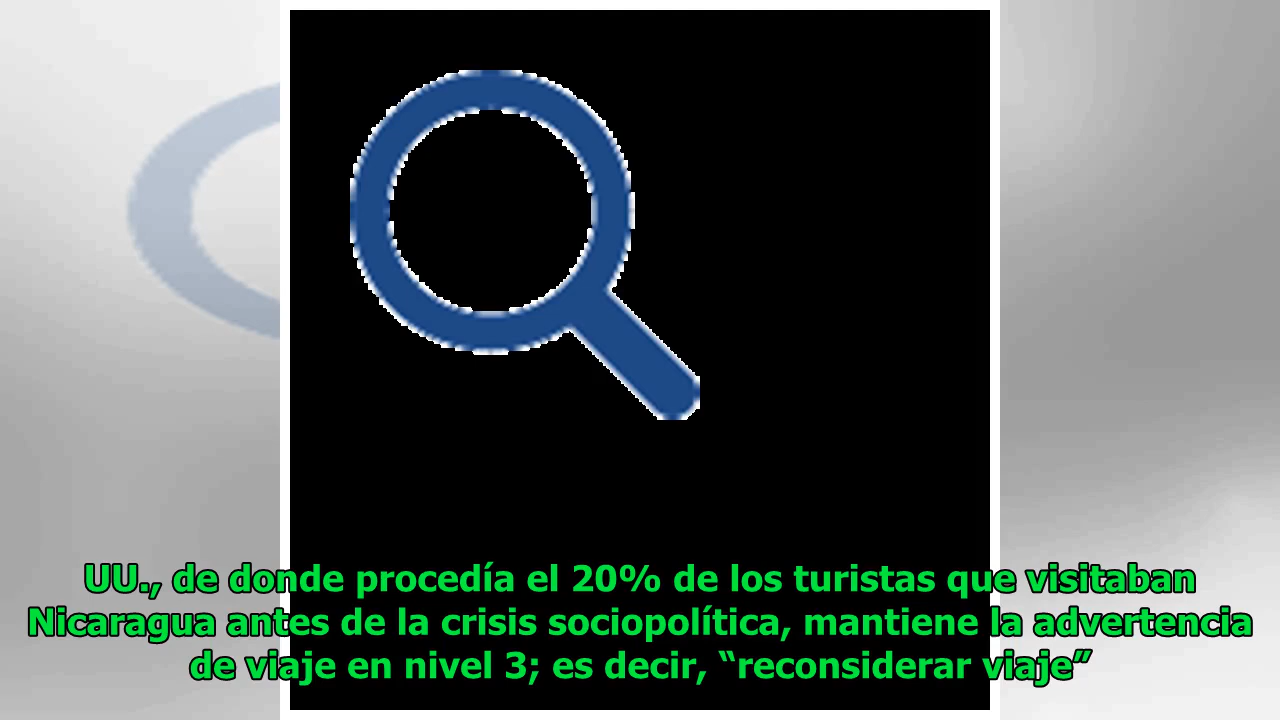 UU., de donde procedía el 20% de los turistas que visitaban
Nicaragua antes de la crisis sociopolítica, mantiene la advertencia
de viaje en nivel 3; es decir, “reconsiderar viaje”